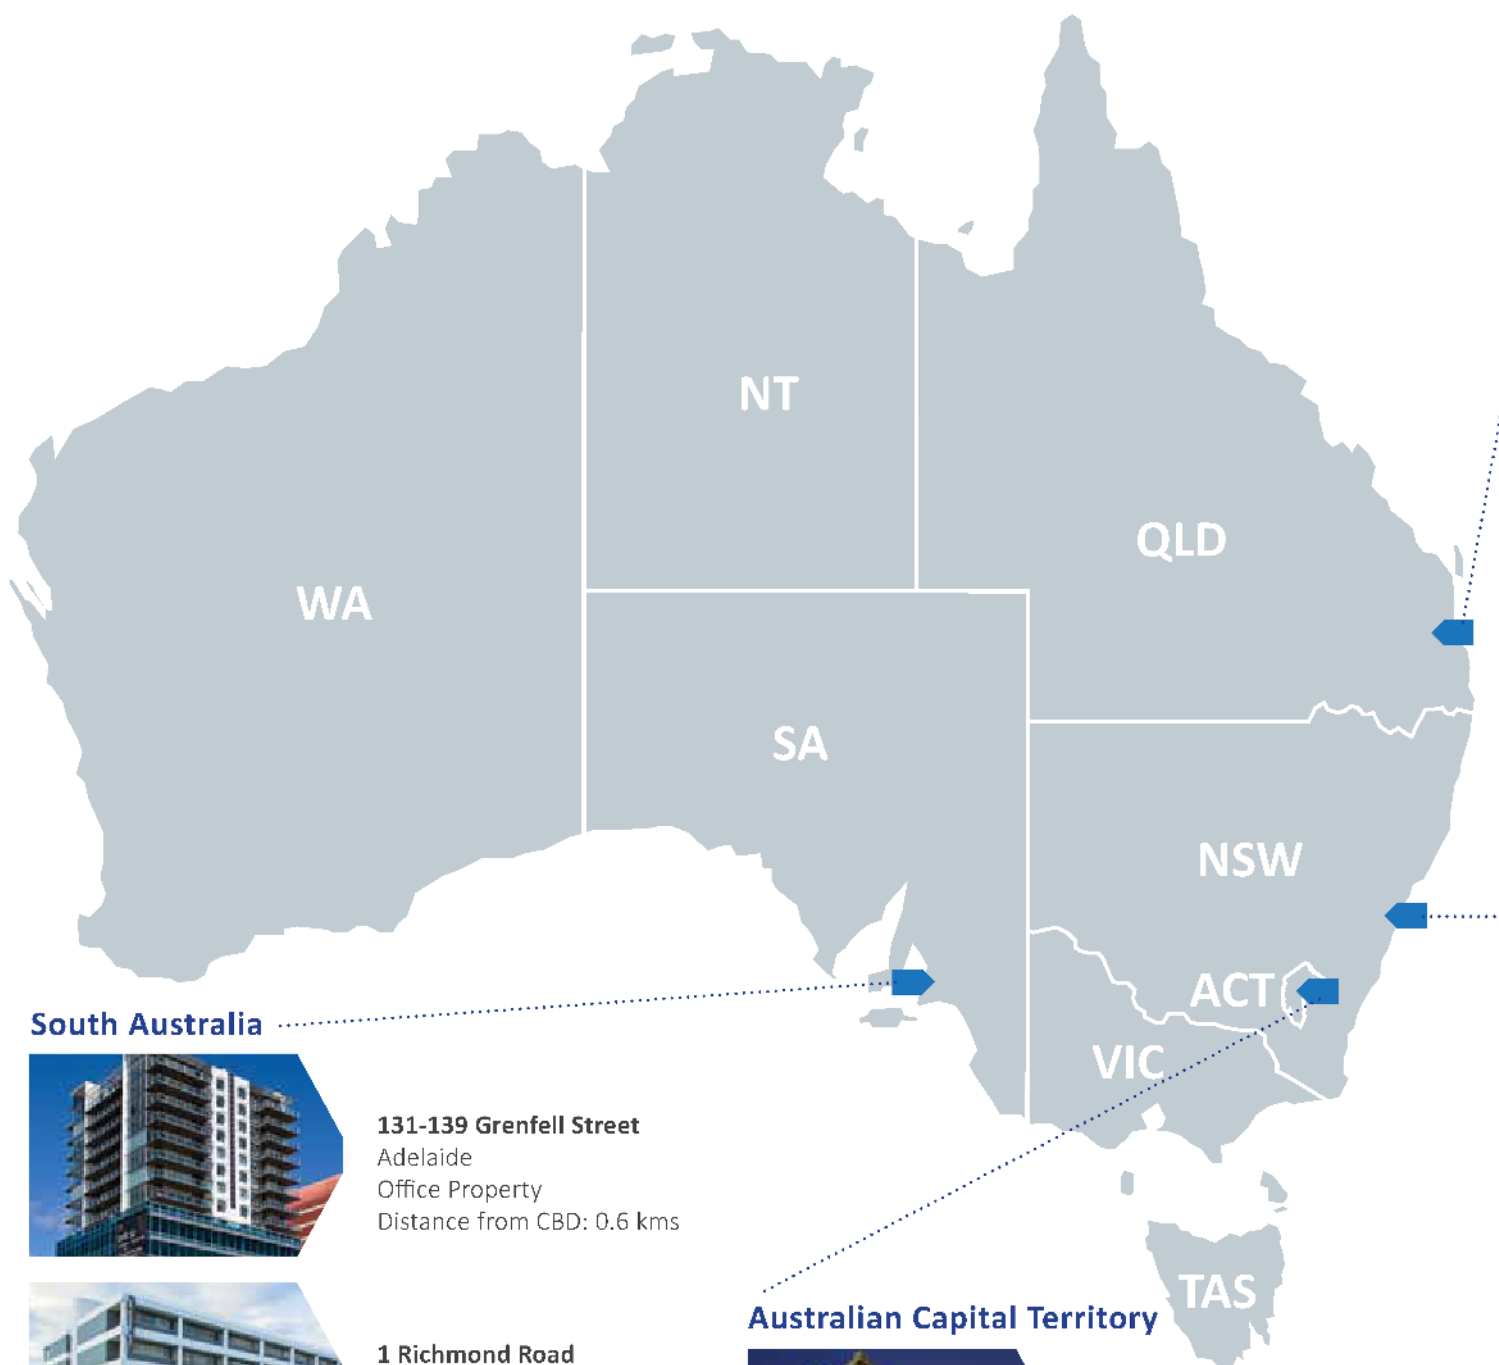 NT
QLD
WA
SA
NSW
ACT
VIC
TAS
South Australia
131-139 Grenfell Street
Adelaide
Office Property
Distance from CBD: 0.6 kms
1 Richmond Road
Australian Capital Territory